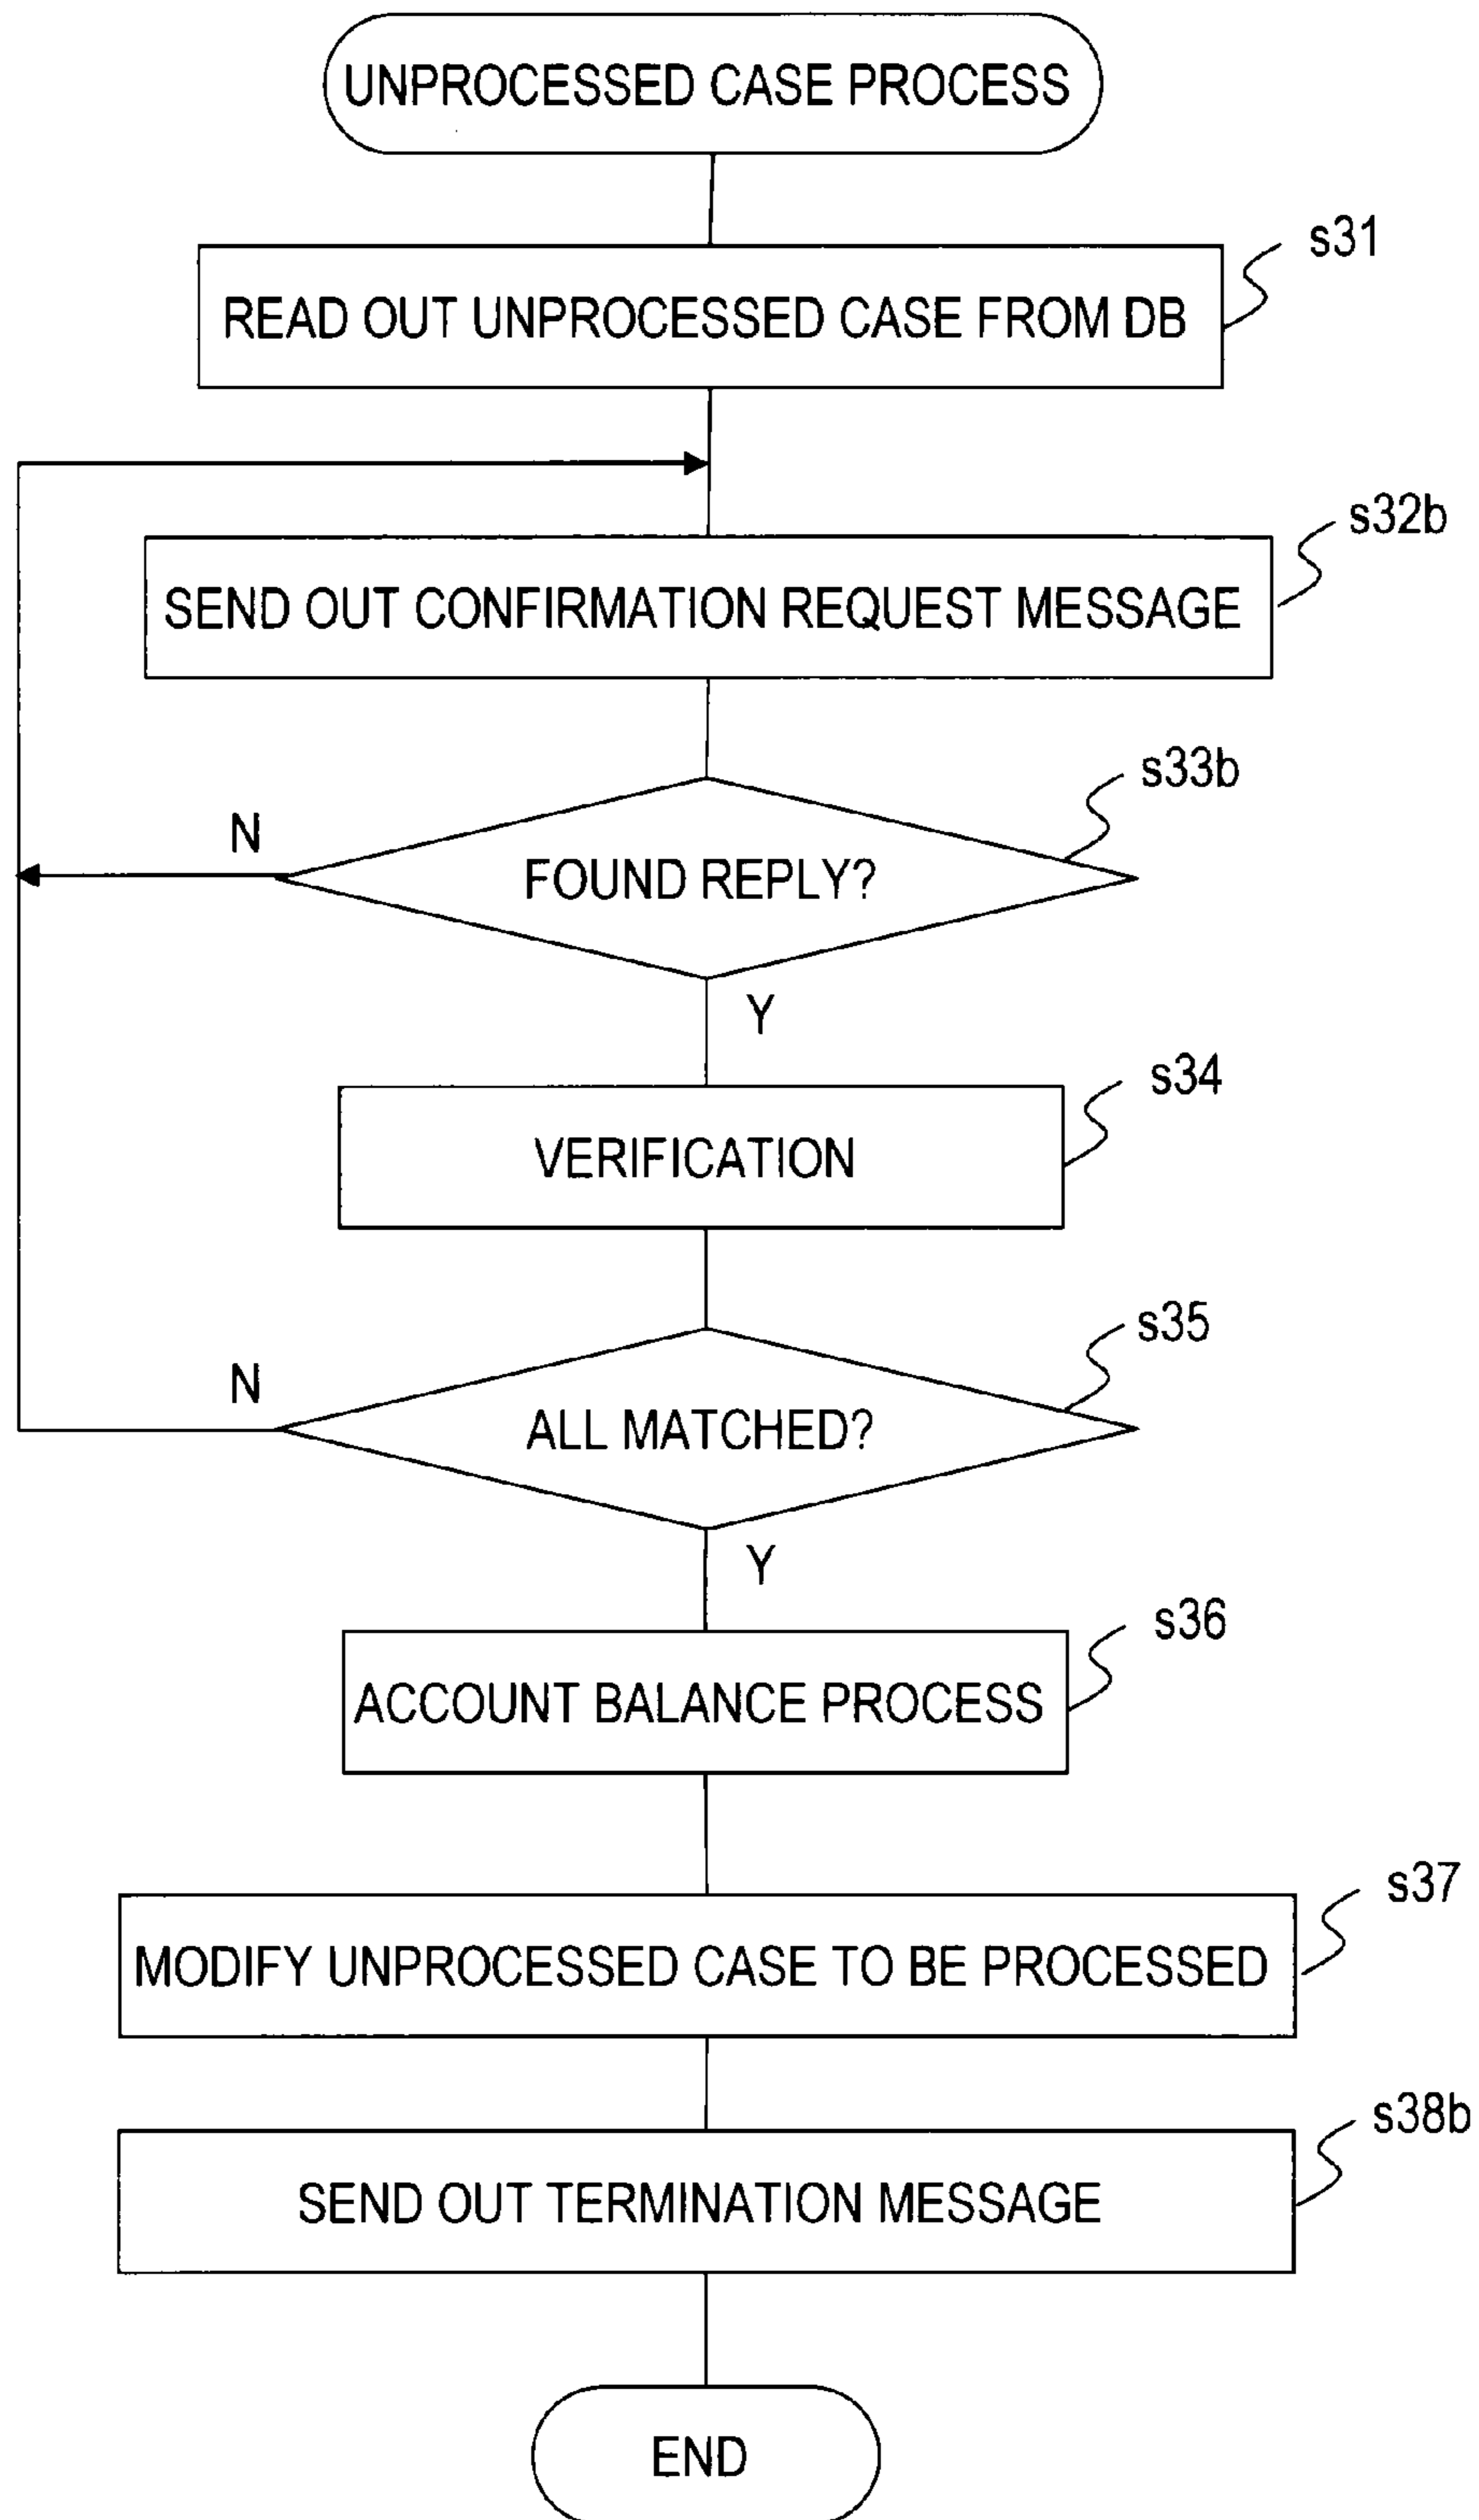 UNPROCESSED CASE PROCESS
s31
READ OUT UNPROCESSED CASE FROM DB
s32b
SEND OUT CONFIRMATION REQUEST MESSAGE
s33b
N
FOUND REPLY?
Y
s34
VERIFICATION
s35
N
ALL MATCHED?
Y
s36
ACCOUNT BALANCE PROCESS
s37
MODIFY UNPROCESSED CASE TO BE PROCESSED
s38b
SEND OUT TERMINATION MESSAGE
END